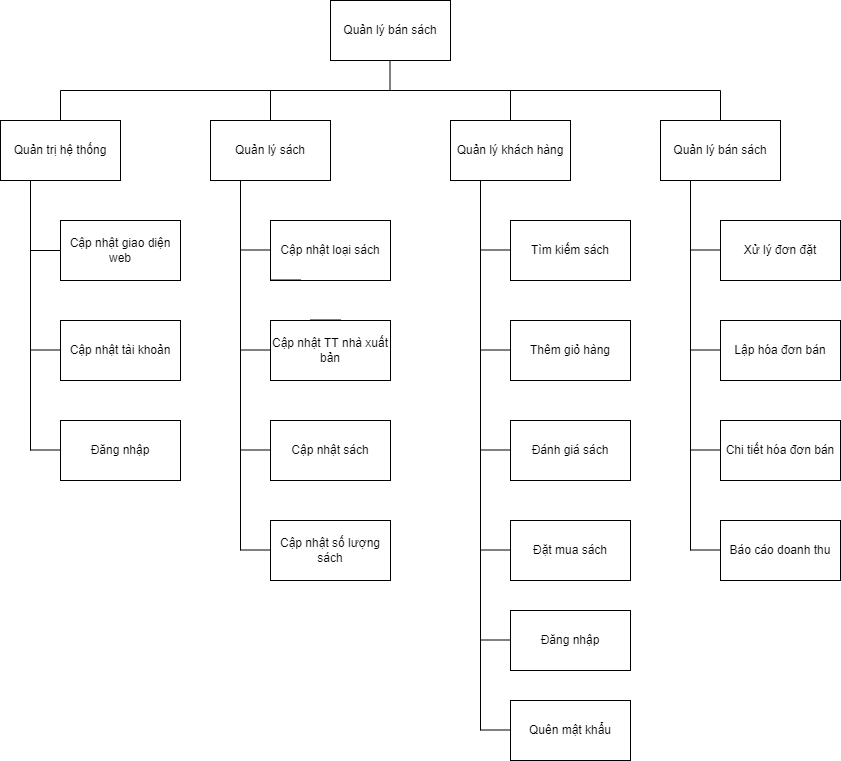 Quản lý bán sách
Quản trị hệ thống
Quản lý sách
Quản lý khách hàng
Quản lý bán sách
Cập nhật giao diện
web
Cập nhật tải khoản
Đăng nhập
Cập nhật loại sách
Cập nhật TT nhà xuất
bản
Cập nhật sách
Cập nhật số lượng
sách
Tìm kiếm sách
Thêm giỏ hàng
Đánh giá sách
Đặt mua sách
Đăng nhập
Quên mật khẩu
Xử lý đơn đặt
Lập hóa đơn bán
Chi tiết hóa đơn bán
Báo cáo doanh thu